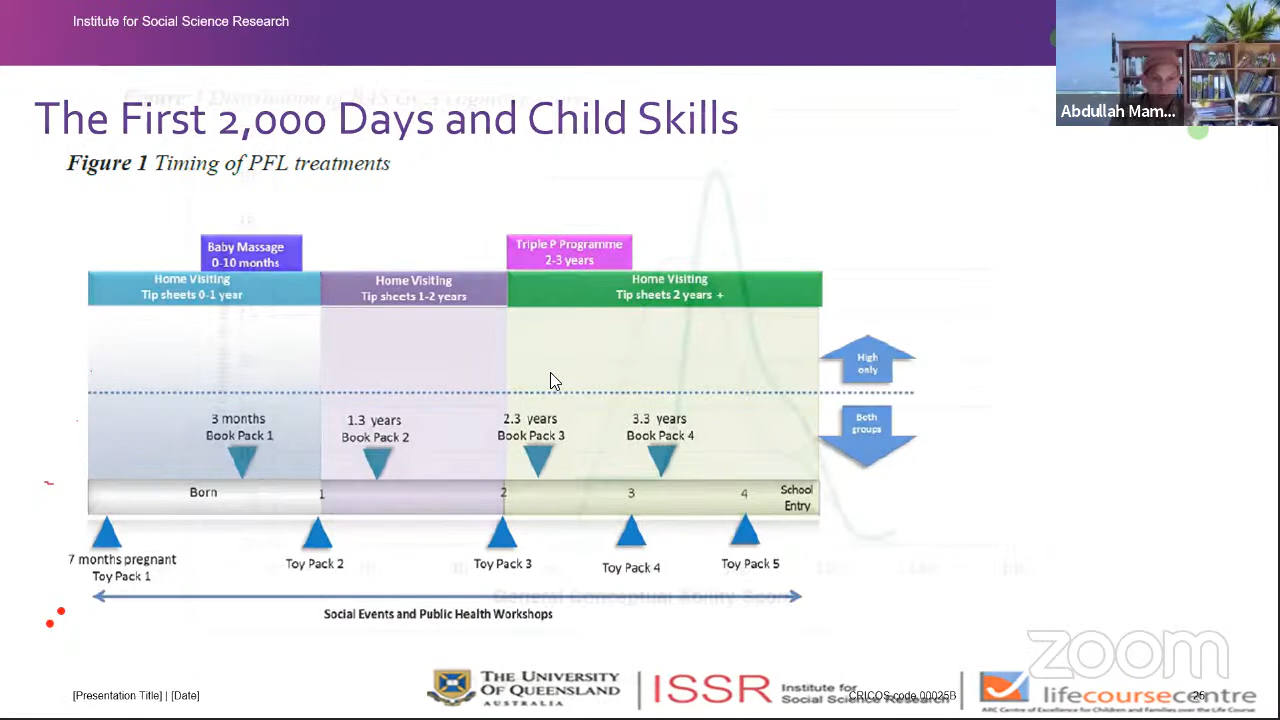 Institute for Social Science Research
Abdullah Mam...
The First 2,000 Days and Child Skills
Figure 1 Timing of PFL treatments
Baby Massage
0-10 months
Triple P Programme
2-3 years
Home Visiting
Tip sheets 0-1 year
Home Visiting
Tip sheets 1-2 years
Home Visiting
Tip sheets 2 years +
High
only
Both
groups
3 months
Book Pack 1
1.3 years
Book Pack 2
2.3 years
Book Pack 3
3.3 years
Book Pack 4
Born
1
2
3
4
School
Entry
7 months pregnant
Toy Pack 1
Toy Pack 2
Toy Pack 3
Toy Pack 4
Toy Pack 5
Social Events and Public Health Workshops
zoom
[Presentation Title] | [Date]
THE UNIVERSITY
OF QUEENSLAND
AUSTRALIA
ISSR
Institute for
Social Science Research
CRICOS code 00025B
26
lifecoursecentre
ARC Centre of Excellence for Children and Families over the Life Course